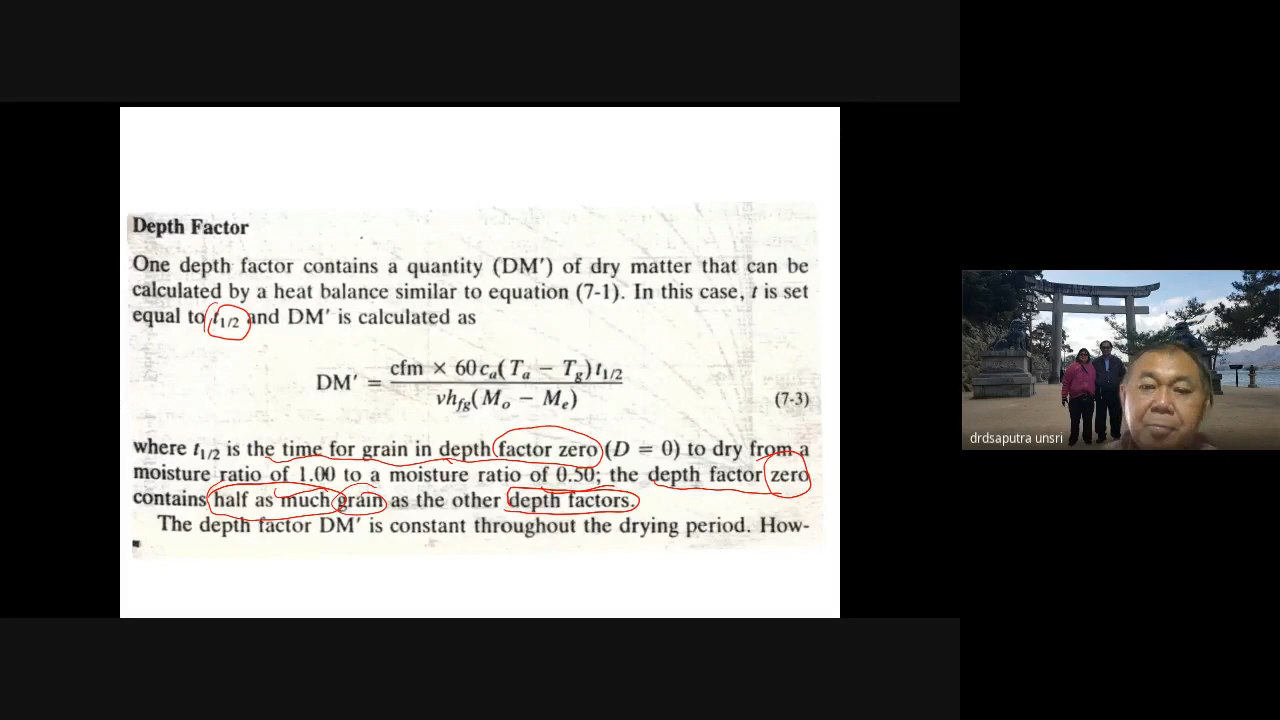 Depth Factor
One depth factor contains a quantity (DM′) of dry matter that can be
calculated by a heat balance similar to equation (7-1). In this case, t is set
equal to t1/2 and DM′ is calculated as
DM′ = cfm × 60ca(Ta − Tg)t1/2 / vhfg(Mo − Me) (7-3)
where t1/2 is the time for grain in depth factor zero (D = 0) to dry from a
moisture ratio of 1.00 to a moisture ratio of 0.50; the depth factor zero
contains half as much grain as the other depth factors.
The depth factor DM′ is constant throughout the drying period. How-
drdsaputra unsri